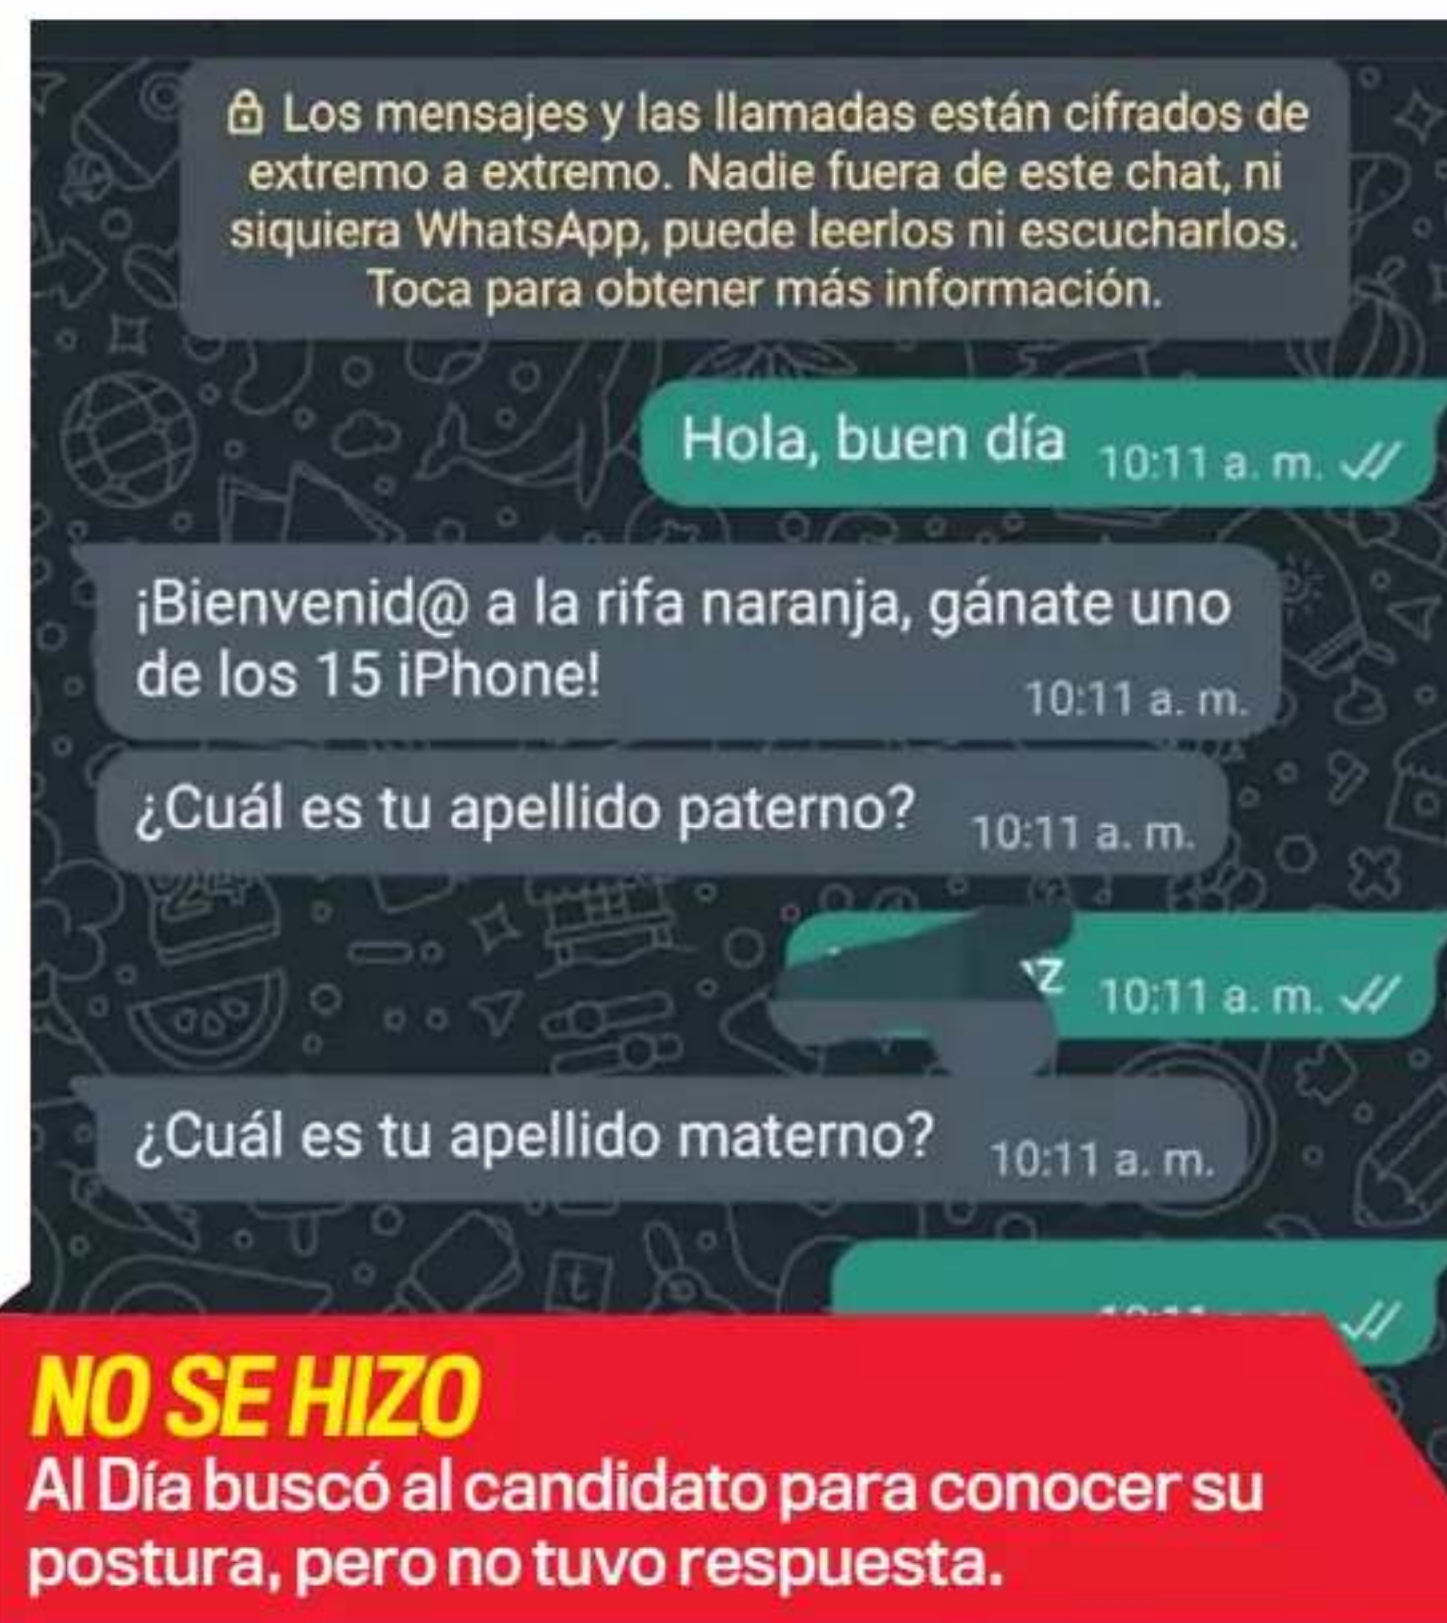 Los mensajes y las llamadas están cifrados de
extremo a extremo. Nadie fuera de este chat, ni
siquiera WhatsApp, puede leerlos ni escucharlos.
Toca para obtener más información.
Hola, buen día 10:11 a. m.
¡Bienvenid@ a la rifa naranja, gánate uno
de los 15 iPhone!
10:11 a. m.
¿Cuál es tu apellido paterno? 10:11 a. m.
z 10:11 a. m.
¿Cuál es tu apellido materno? 10:11 a. m.
NO SE HIZO
Al Día buscó al candidato para conocer su
postura, pero no tuvo respuesta.